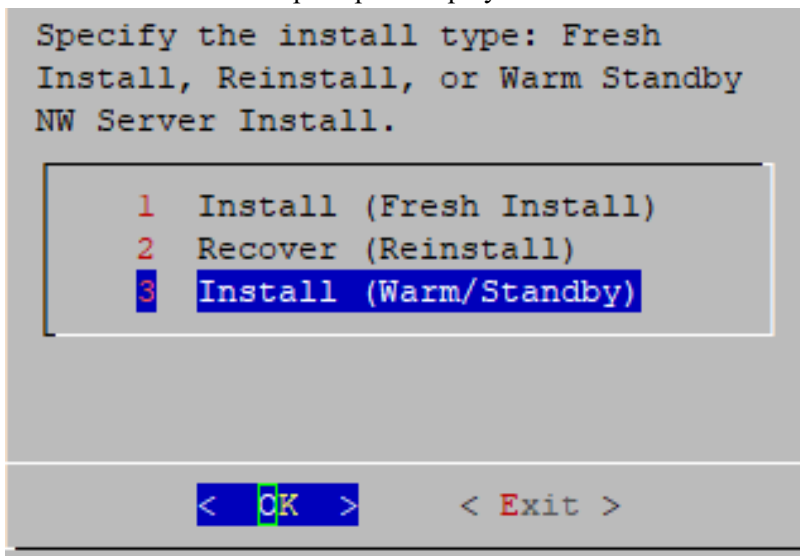 Specify the install type: Fresh
Install, Reinstall, or Warm Standby
NW Server Install.
1 Install (Fresh Install)
2 Recover (Reinstall)
3 Install (Warm/Standby)
< OK > < Exit >